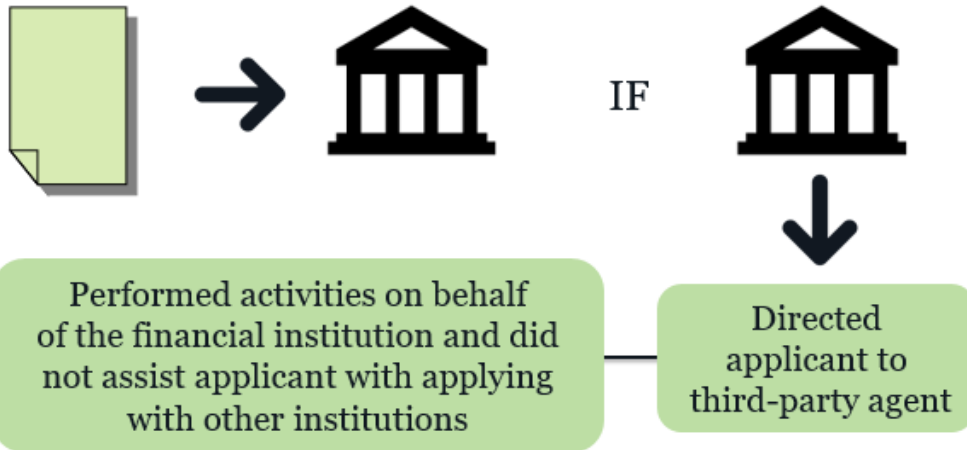 IF
Performed activities on behalf
of the financial institution and did
not assist applicant with applying
with other institutions
Directed
applicant to
third-party agent